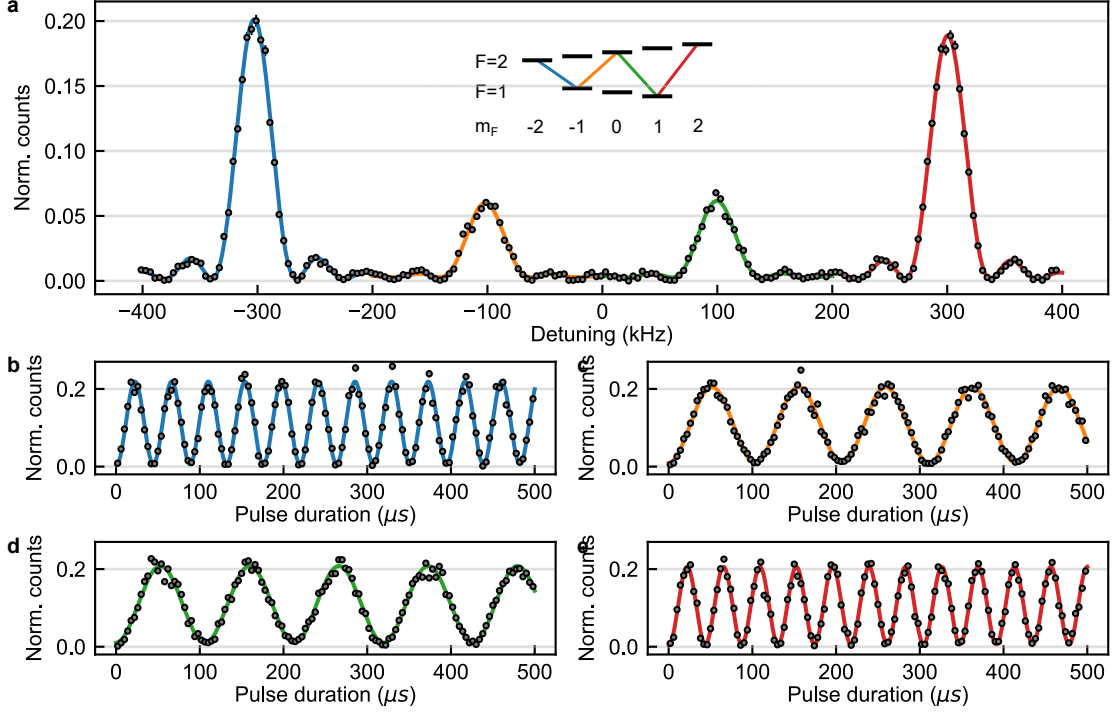 a
0.20
0.15
0.10
0.05
0.00
Norm. counts
F=2
F=1
m_F -2 -1 0 1 2
−400 −300 −200 −100 0 100 200 300 400
Detuning (kHz)
b
0.2
0.0
Norm. counts
0 100 200 300 400 500
Pulse duration (μs)
c
0.2
0.0
Norm. counts
0 100 200 300 400 500
Pulse duration (μs)
d
0.2
0.0
Norm. counts
0 100 200 300 400 500
Pulse duration (μs)
e
0.2
0.0
Norm. counts
0 100 200 300 400 500
Pulse duration (μs)